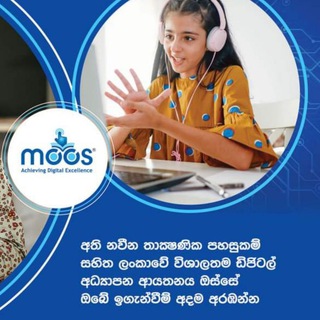 moos®
Achieving Digital Excellence
අති නවීන තාක්‍ෂණික පහසුකම්
සහිත ලංකාවේ විශාලතම ඩිජිටල්
අධ්‍යාපන ආයතනය ඔස්සේ
ඔබේ ඉගැන්වීම් අදම අරඹන්න